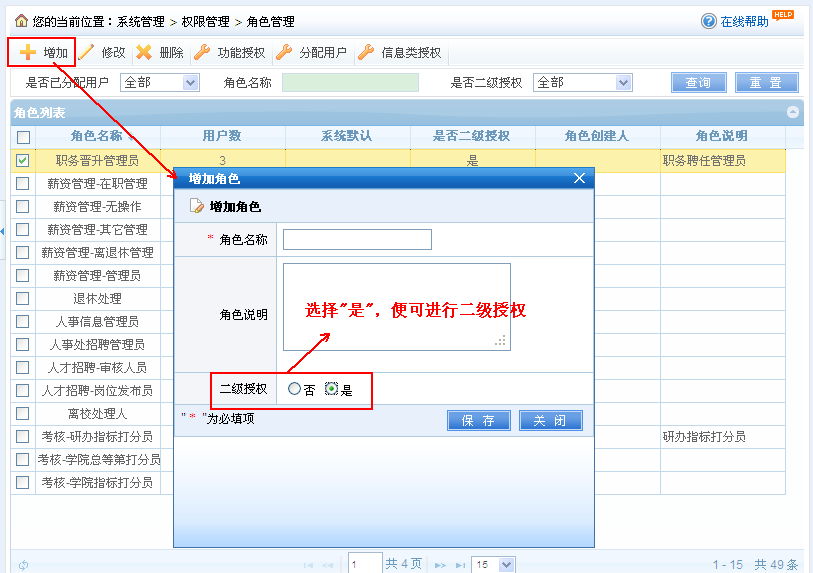 您的当前位置：系统管理 > 权限管理 > 角色管理
在线帮助 HELP
增加 修改 删除 功能授权 分配用户 信息类授权
是否已分配用户 全部 角色名称 是否二级授权 全部 查询 重 置
角色列表
角色名称 用户数 系统默认 是否二级授权 角色创建人 角色说明
职务晋升管理员 3 是 职务聘任管理员
薪资管理-在职管理
薪资管理-无操作
薪资管理-其它管理
薪资管理-离退休管理
薪资管理-管理员
退休处理
人事信息管理员
人事处招聘管理员
人才招聘-审核人员
人才招聘-岗位发布员
离校处理人
考核-研办指标打分员 研办指标打分员
考核-学院总等第打分员
考核-学院指标打分员
增加角色
增加角色
* 角色名称
角色说明
选择"是"，便可进行二级授权
二级授权 否 是
" * "为必填项 保 存 关 闭
1 共 4 页 15 1 - 15 共 49 条